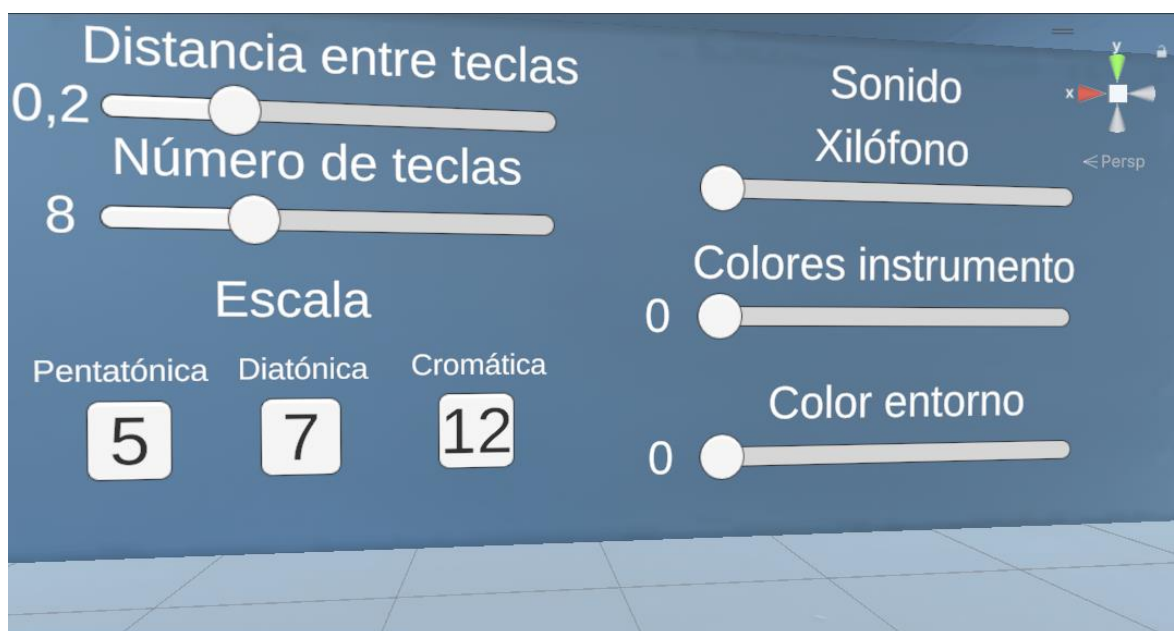 Distancia entre teclas
0,2
Número de teclas
8
Escala
Pentatónica Diatónica Cromática
5 7 12
Sonido
Xilófono
Colores instrumento
0
Color entorno
0
y
x
<Persp